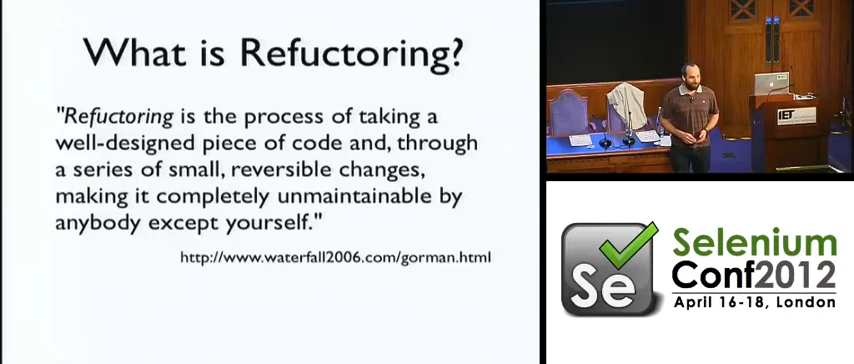 What is Refuctoring?
"Refuctoring is the process of taking a
well-designed piece of code and, through
a series of small, reversible changes,
making it completely unmaintainable by
anybody except yourself."
http://www.waterfall2006.com/gorman.html
IET
Se
Selenium
Conf2012
April 16-18, London